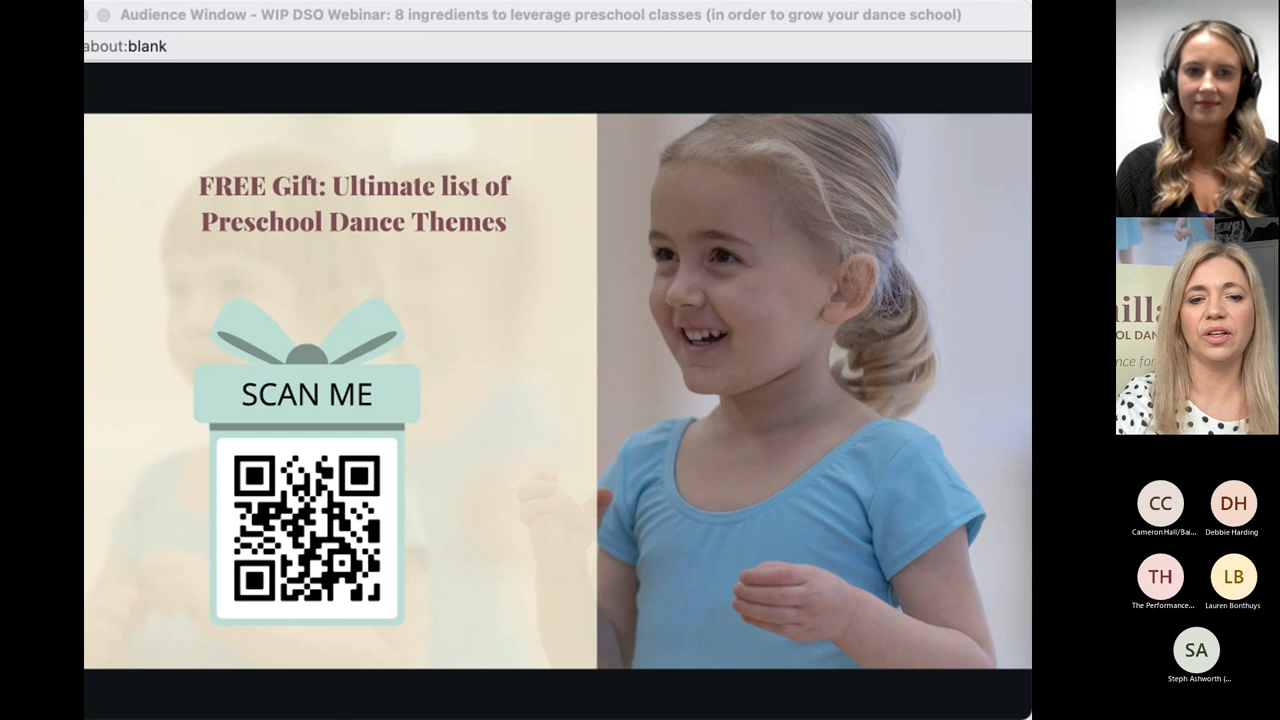 Audience Window - WIP DSO Webinar: 8 ingredients to leverage preschool classes (in order to grow your dance school)
about:blank
FREE Gift: Ultimate list of
Preschool Dance Themes
SCAN ME
CC
Cameron Hall/Bai...
DH
Debbie Harding
TH
The Performance...
LB
Lauren Bonthuys
SA
Steph Ashworth (...